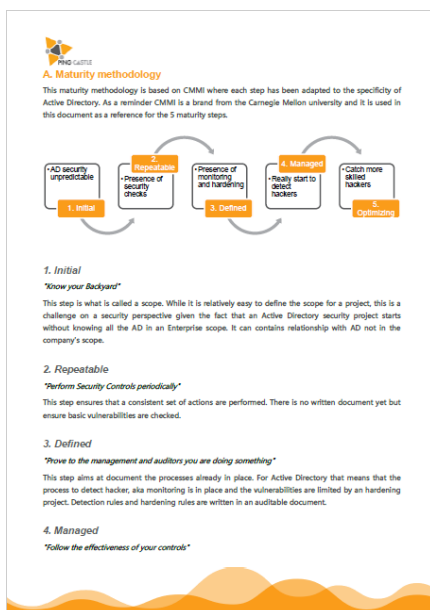 PING CASTLE
A. Maturity methodology
This maturity methodology is based on CMMI where each step has been adapted to the specificity of
Active Directory. As a reminder CMMI is a brand from the Carnegie Mellon university and it is used in
this document as a reference for the 5 maturity steps.
• AD security
unpredictable
1. Initial
2.
Repeatable
• Presence of
security
checks
• Presence of
monitoring
and hardening
3. Defined
4. Managed
• Really start to
detect
hackers
• Catch more
skilled
hackers
5.
Optimizing
1. Initial
"Know your Backyard"
This step is what is called a scope. While it is relatively easy to define the scope for a project, this is a
challenge on a security perspective given the fact that an Active Directory security project starts
without knowing all the AD in an Enterprise scope. It can contains relationship with AD not in the
company's scope.
2. Repeatable
"Perform Security Controls periodically"
This step ensures that a consistent set of actions are performed. There is no written document yet but
ensure basic vulnerabilities are checked.
3. Defined
"Prove to the management and auditors you are doing something"
This step aims at document the processes already in place. For Active Directory that means that the
process to detect hacker, aka monitoring is in place and the vulnerabilities are limited by an hardening
project. Detection rules and hardening rules are written in an auditable document.
4. Managed
"Follow the effectiveness of your controls"